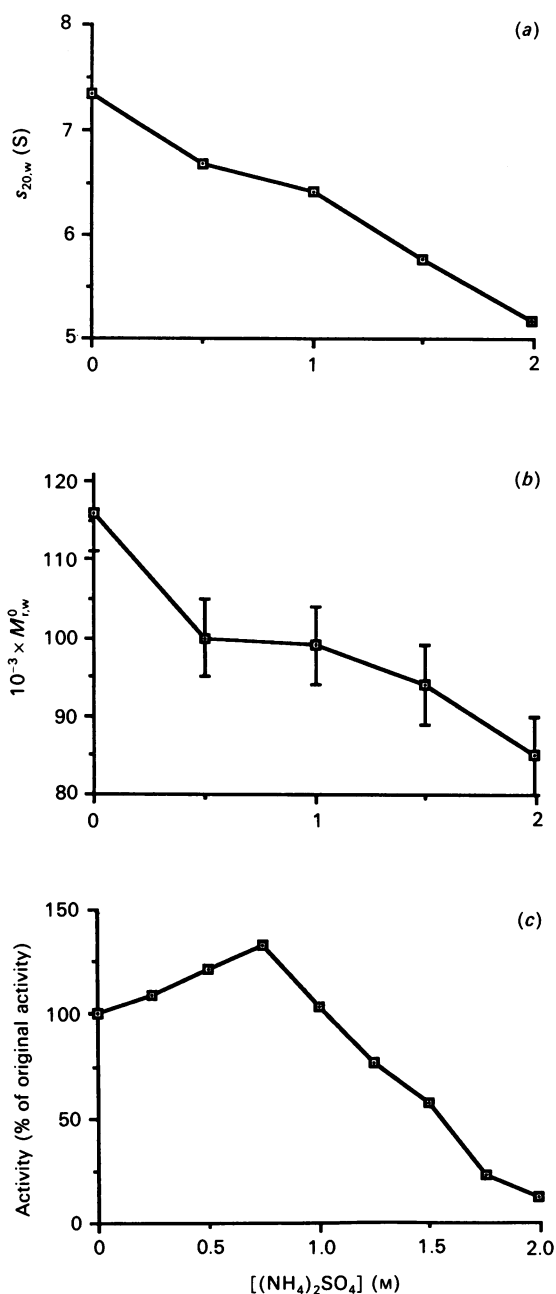 (a)
8
7
6
5
s20,w (S)
0 1 2
(b)
120
110
100
90
80
10⁻³ × M⁰r,w
0 1 2
(c)
150
100
50
0
Activity (% of original activity)
0 0.5 1.0 1.5 2.0
[(NH4)2SO4] (M)